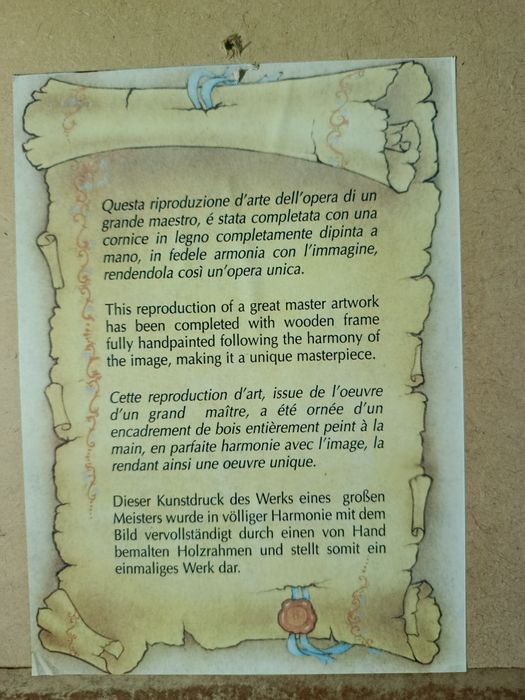 Questa riproduzione d'arte dell'opera di un
grande maestro, é stata completata con una
cornice in legno completamente dipinta a
mano, in fedele armonia con l'immagine,
rendendola così un'opera unica.
This reproduction of a great master artwork
has been completed with wooden frame
fully handpainted following the harmony of
the image, making it a unique masterpiece.
Cette reproduction d'art, issue de l'oeuvre
d'un grand maître, a été ornée d'un
encadrement de bois entièrement peint à la
main, en parfaite harmonie avec l'image, la
rendant ainsi une oeuvre unique.
Dieser Kunstdruck des Werks eines großen
Meisters wurde in völliger Harmonie mit dem
Bild vervollständigt durch einen von Hand
bemalten Holzrahmen und stellt somit ein
einmaliges Werk dar.